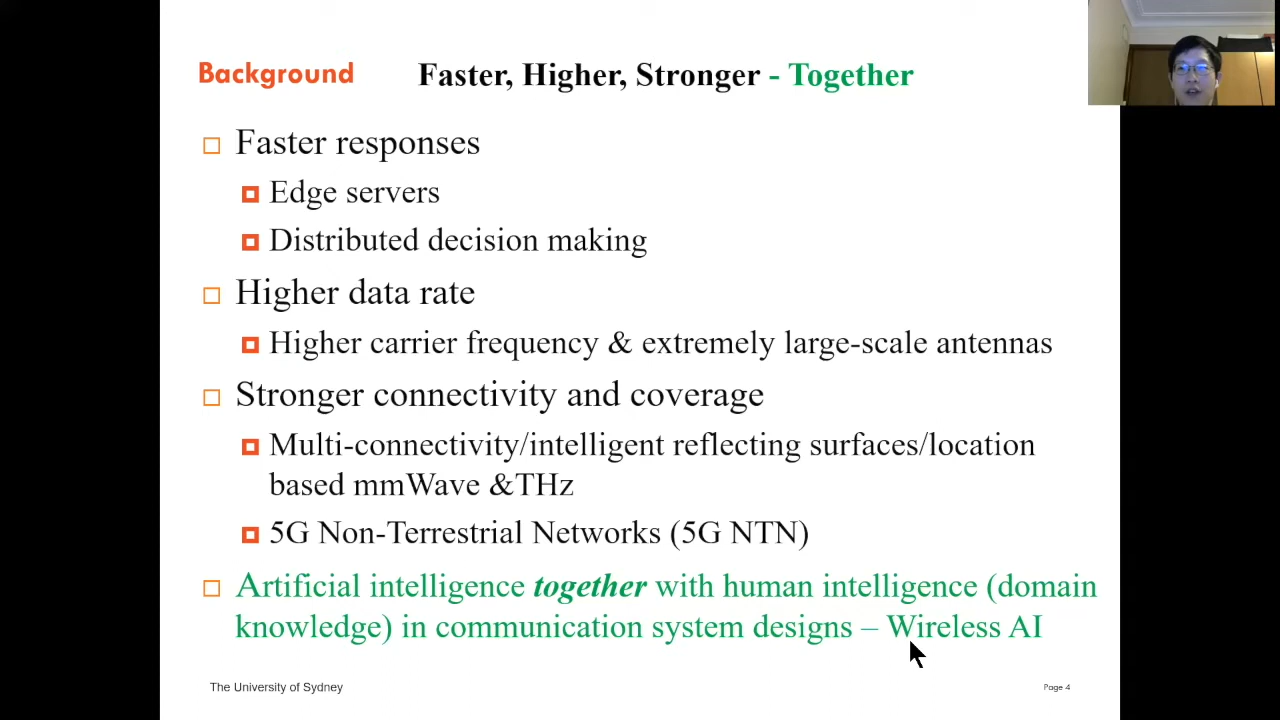 Background
Faster, Higher, Stronger - Together
Faster responses
Edge servers
Distributed decision making
Higher data rate
Higher carrier frequency & extremely large-scale antennas
Stronger connectivity and coverage
Multi-connectivity/intelligent reflecting surfaces/location
based mmWave &THz
5G Non-Terrestrial Networks (5G NTN)
Artificial intelligence together with human intelligence (domain
knowledge) in communication system designs – Wireless AI
The University of Sydney
Page 4